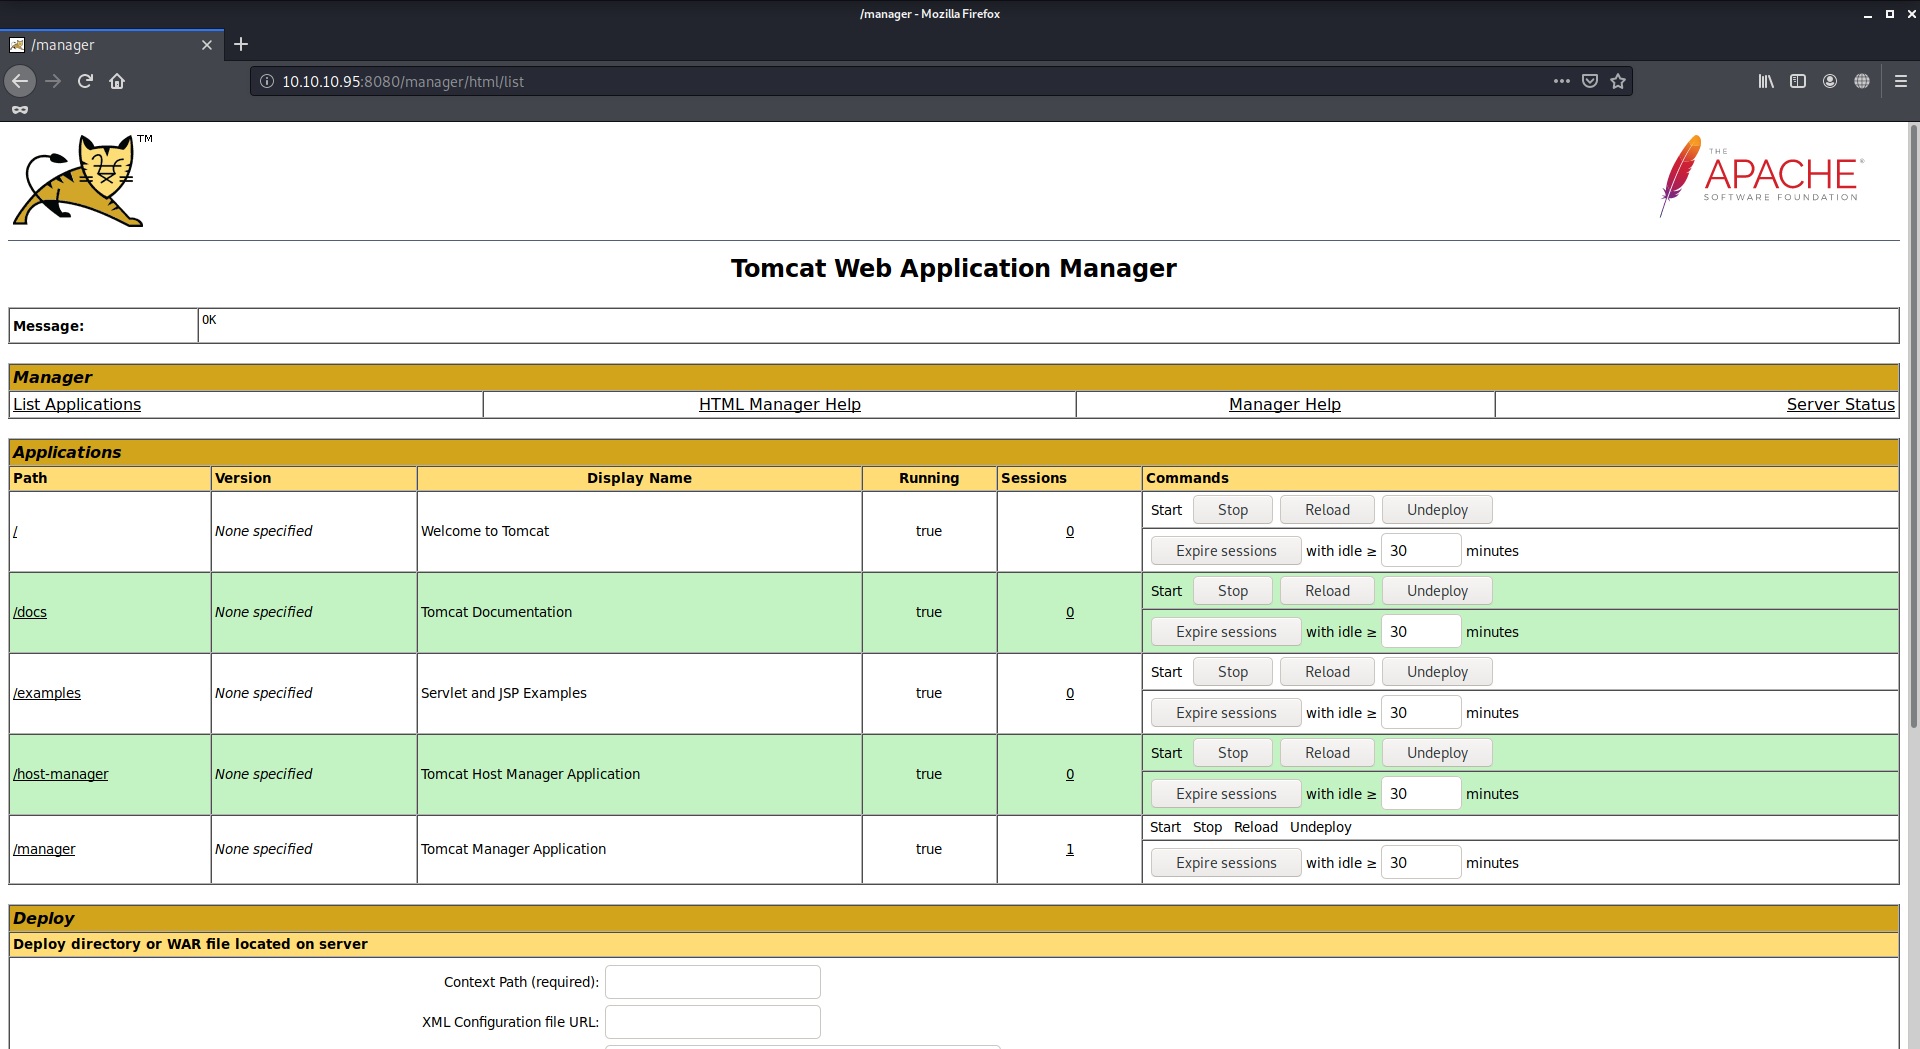 /manager - Mozilla Firefox
/manager
10.10.10.95:8080/manager/html/list
TM
THE
APACHE®
SOFTWARE FOUNDATION
Tomcat Web Application Manager
Message: OK
Manager
List Applications HTML Manager Help Manager Help Server Status
Applications
Path Version Display Name Running Sessions Commands
/ None specified Welcome to Tomcat true 0 Start Stop Reload Undeploy
Expire sessions with idle ≥ 30 minutes
/docs None specified Tomcat Documentation true 0 Start Stop Reload Undeploy
Expire sessions with idle ≥ 30 minutes
/examples None specified Servlet and JSP Examples true 0 Start Stop Reload Undeploy
Expire sessions with idle ≥ 30 minutes
/host-manager None specified Tomcat Host Manager Application true 0 Start Stop Reload Undeploy
Expire sessions with idle ≥ 30 minutes
/manager None specified Tomcat Manager Application true 1 Start Stop Reload Undeploy
Expire sessions with idle ≥ 30 minutes
Deploy
Deploy directory or WAR file located on server
Context Path (required):
XML Configuration file URL: